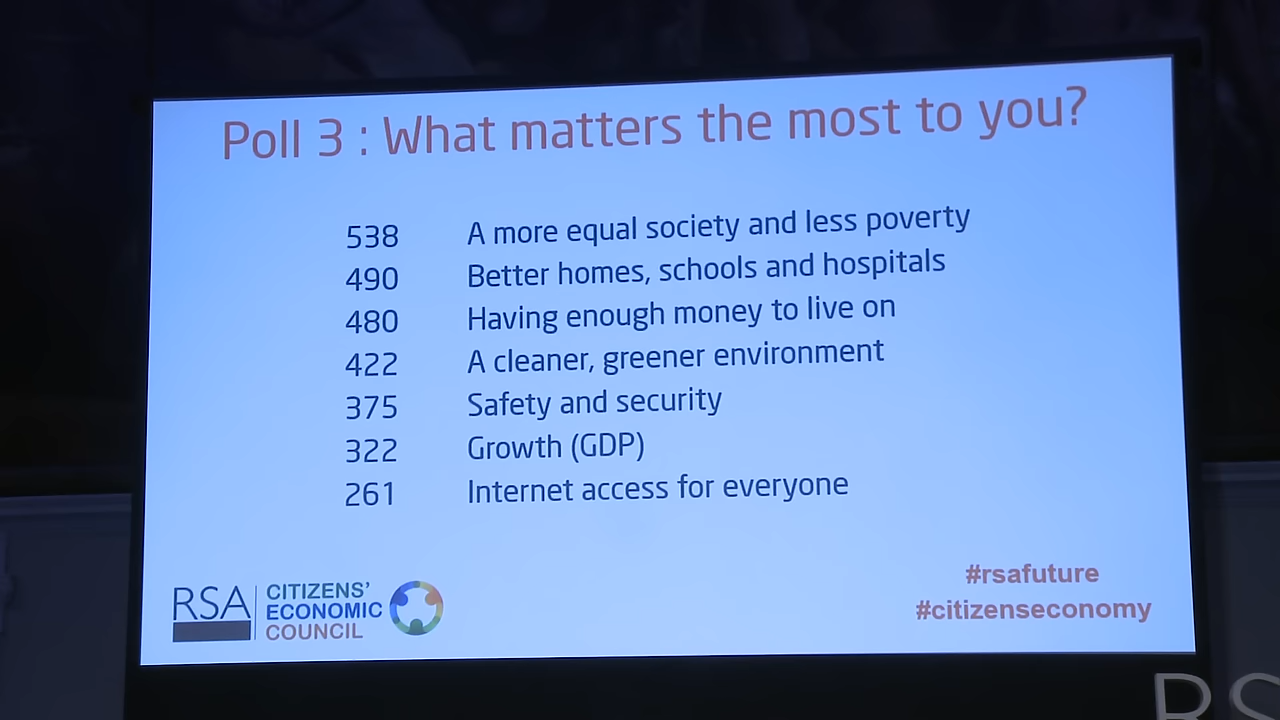 Poll 3 : What matters the most to you?
538 A more equal society and less poverty
490 Better homes, schools and hospitals
480 Having enough money to live on
422 A cleaner, greener environment
375 Safety and security
322 Growth (GDP)
261 Internet access for everyone
RSA
CITIZENS'
ECONOMIC
COUNCIL
#rsafuture
#citizenseconomy
RS